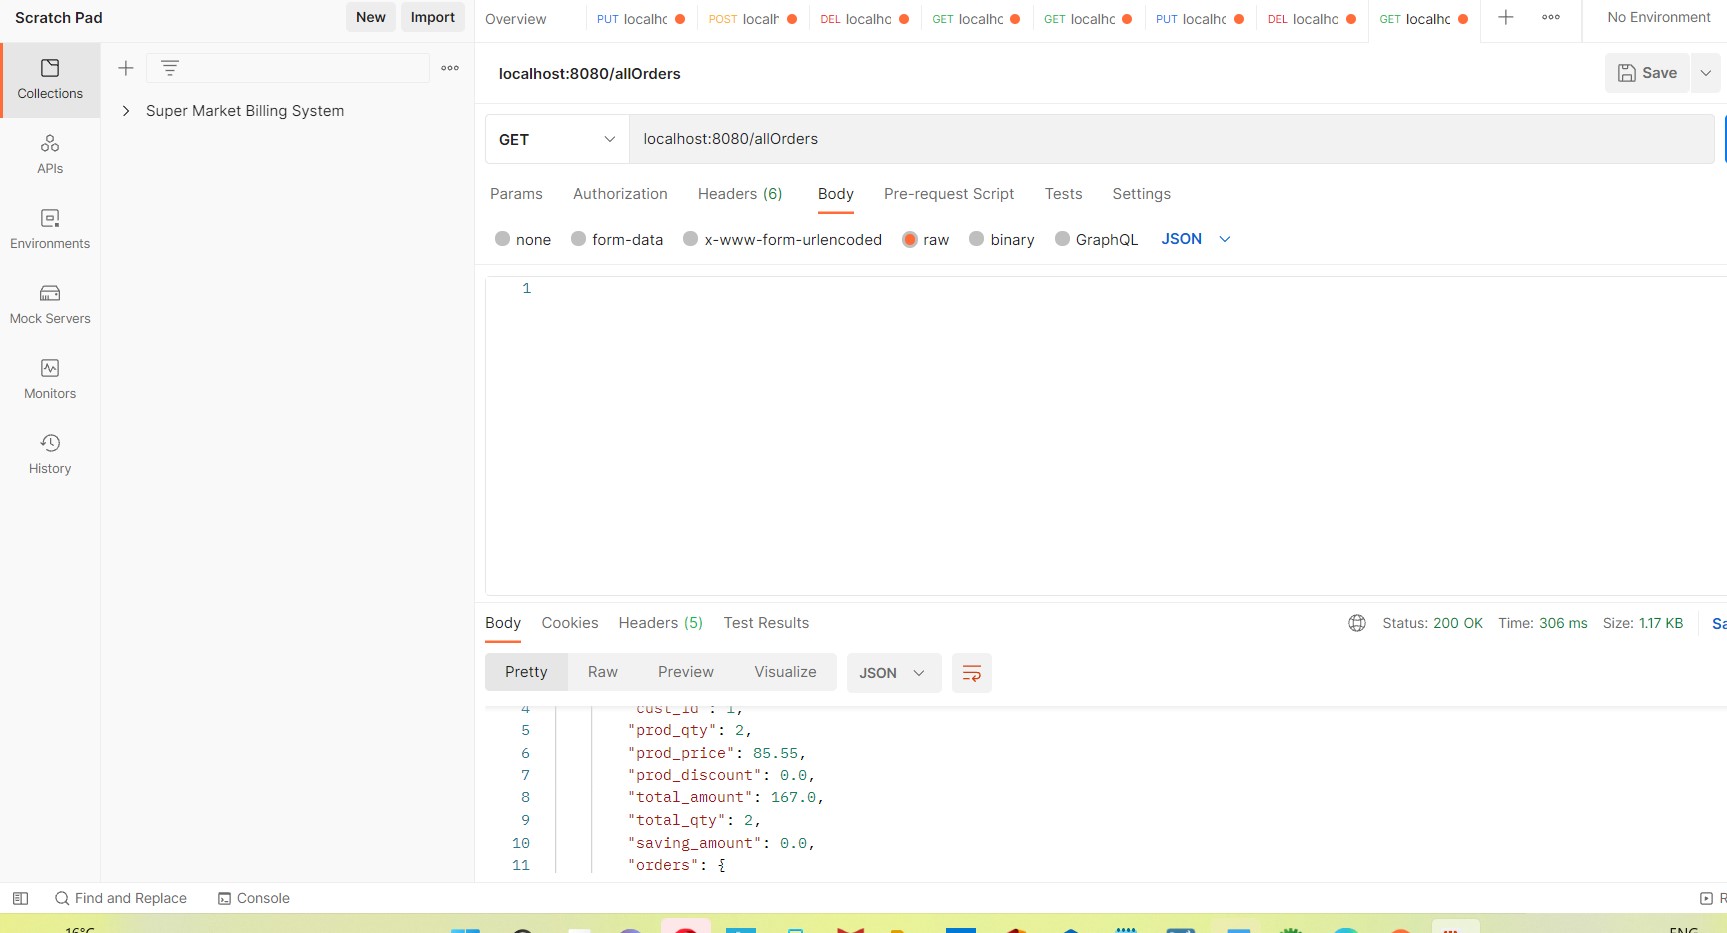 Scratch Pad
New
Import
Overview
PUT localhc
POST localh
DEL localho
GET localhc
GET localhc
PUT localhc
DEL localhc
GET localhc
No Environment
localhost:8080/allOrders
Save
Collections
Super Market Billing System
GET
localhost:8080/allOrders
APIs
Params
Authorization
Headers (6)
Body
Pre-request Script
Tests
Settings
Environments
none
form-data
x-www-form-urlencoded
raw
binary
GraphQL
JSON
1
Mock Servers
Monitors
History
Body
Cookies
Headers (5)
Test Results
Status: 200 OK
Time: 306 ms
Size: 1.17 KB
Sa
Pretty
Raw
Preview
Visualize
JSON
4 "cust_id": 1,
5 "prod_qty": 2,
6 "prod_price": 85.55,
7 "prod_discount": 0.0,
8 "total_amount": 167.0,
9 "total_qty": 2,
10 "saving_amount": 0.0,
11 "orders": {
Find and Replace
Console
R
16°C
ENG